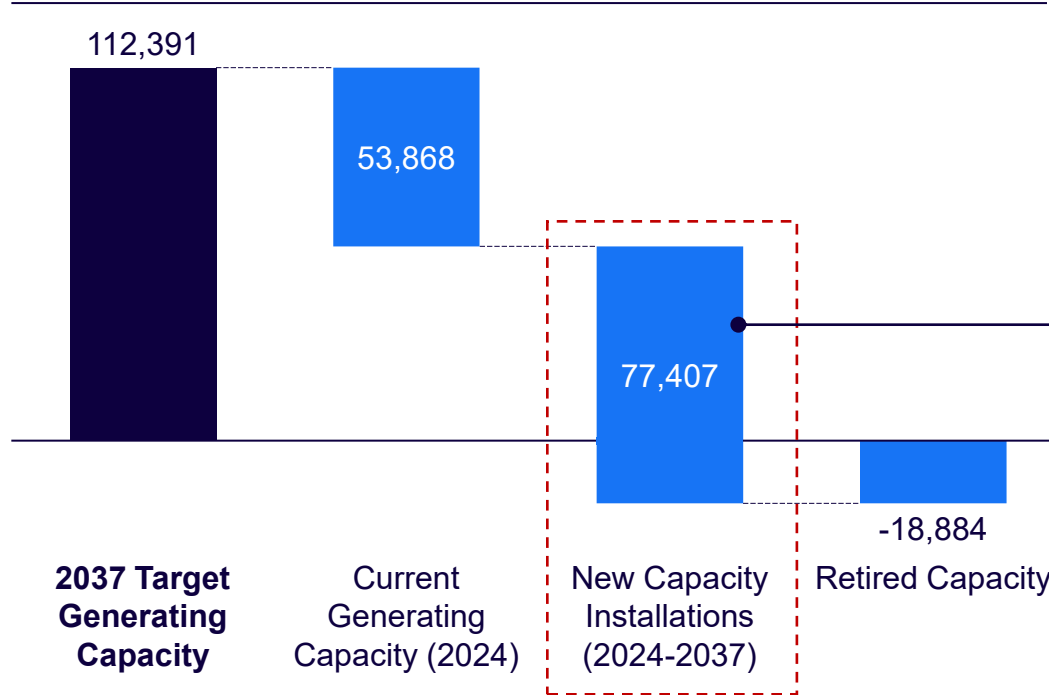 112,391
53,868
77,407
-18,884
2037 Target
Generating
Capacity
Current
Generating
Capacity (2024)
New Capacity
Installations
(2024-2037)
Retired Capacity